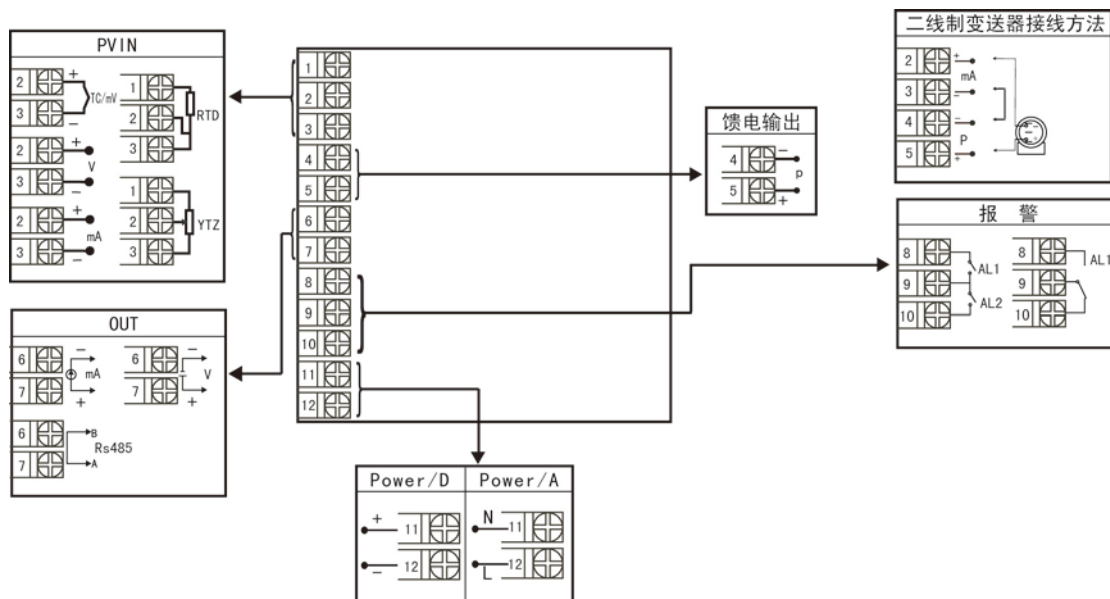 PVIN
2 + TC/mV
3 -
1
2 RTD
3
2 + V
3 -
1
2 YTZ
3
2 + mA
3 -
OUT
6 - mA
7 +
6 - V
7 +
6 B
Rs485
7 A
1
2
3
4
5
6
7
8
9
10
11
12
Power/D
+ 11
- 12
Power/A
N 11
L 12
馈电输出
4 -
p
5 +
二线制变送器接线方法
2 +
mA
3 -
4 -
P
5 +
报 警
8
AL1
9
AL2
10
8
AL1
9
10